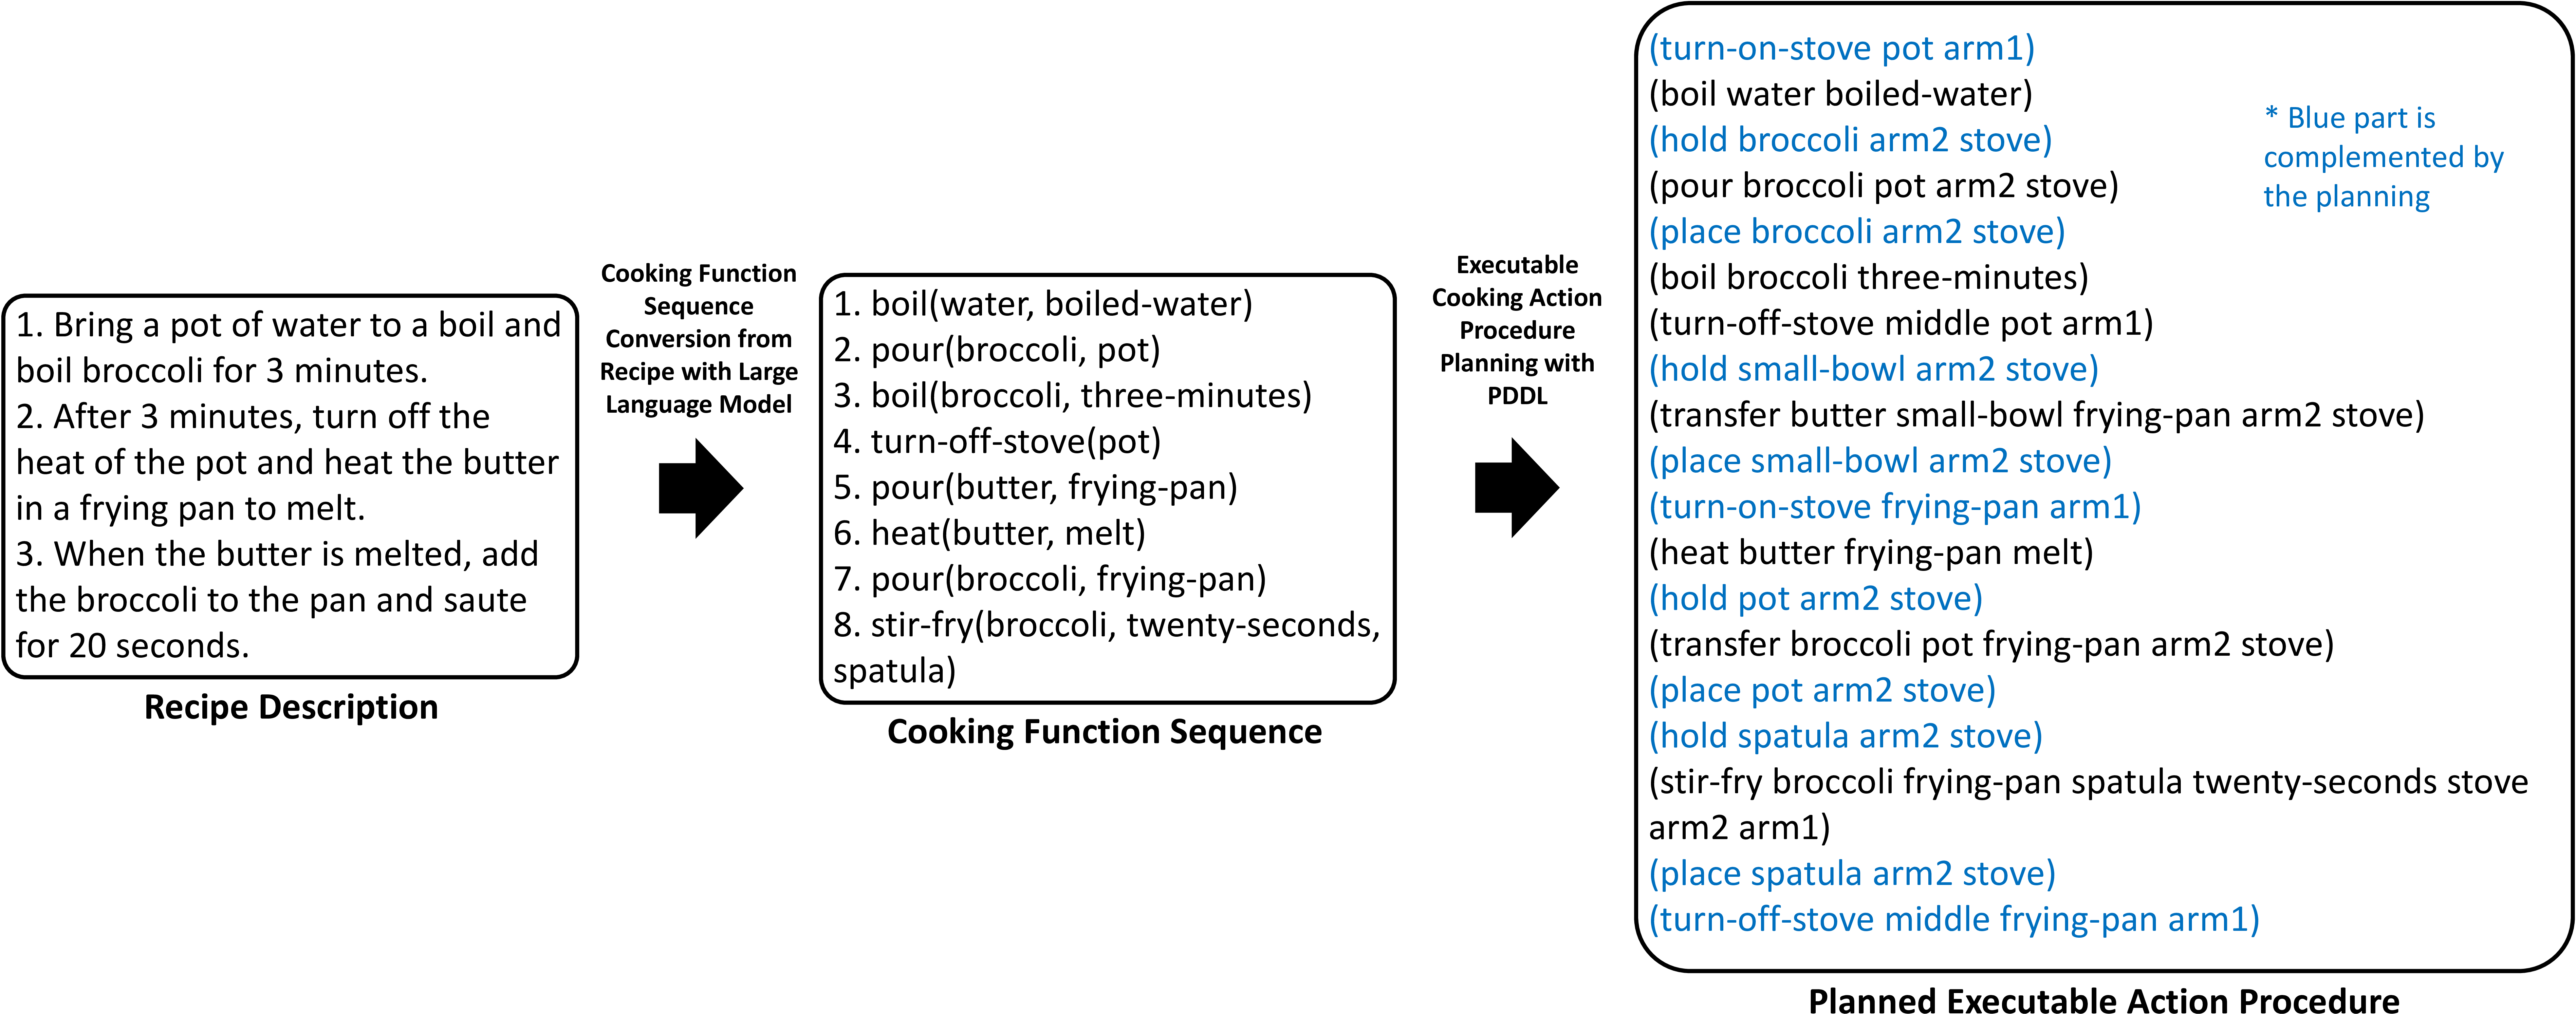 1. Bring a pot of water to a boil and
boil broccoli for 3 minutes.
2. After 3 minutes, turn off the
heat of the pot and heat the butter
in a frying pan to melt.
3. When the butter is melted, add
the broccoli to the pan and saute
for 20 seconds.
Recipe Description
Cooking Function
Sequence
Conversion from
Recipe with Large
Language Model
1. boil(water, boiled-water)
2. pour(broccoli, pot)
3. boil(broccoli, three-minutes)
4. turn-off-stove(pot)
5. pour(butter, frying-pan)
6. heat(butter, melt)
7. pour(broccoli, frying-pan)
8. stir-fry(broccoli, twenty-seconds,
spatula)
Cooking Function Sequence
Executable
Cooking Action
Procedure
Planning with
PDDL
(turn-on-stove pot arm1)
(boil water boiled-water)
(hold broccoli arm2 stove)
(pour broccoli pot arm2 stove)
(place broccoli arm2 stove)
(boil broccoli three-minutes)
(turn-off-stove middle pot arm1)
(hold small-bowl arm2 stove)
(transfer butter small-bowl frying-pan arm2 stove)
(place small-bowl arm2 stove)
(turn-on-stove frying-pan arm1)
(heat butter frying-pan melt)
(hold pot arm2 stove)
(transfer broccoli pot frying-pan arm2 stove)
(place pot arm2 stove)
(hold spatula arm2 stove)
(stir-fry broccoli frying-pan spatula twenty-seconds stove
arm2 arm1)
(place spatula arm2 stove)
(turn-off-stove middle frying-pan arm1)
* Blue part is
complemented by
the planning
Planned Executable Action Procedure